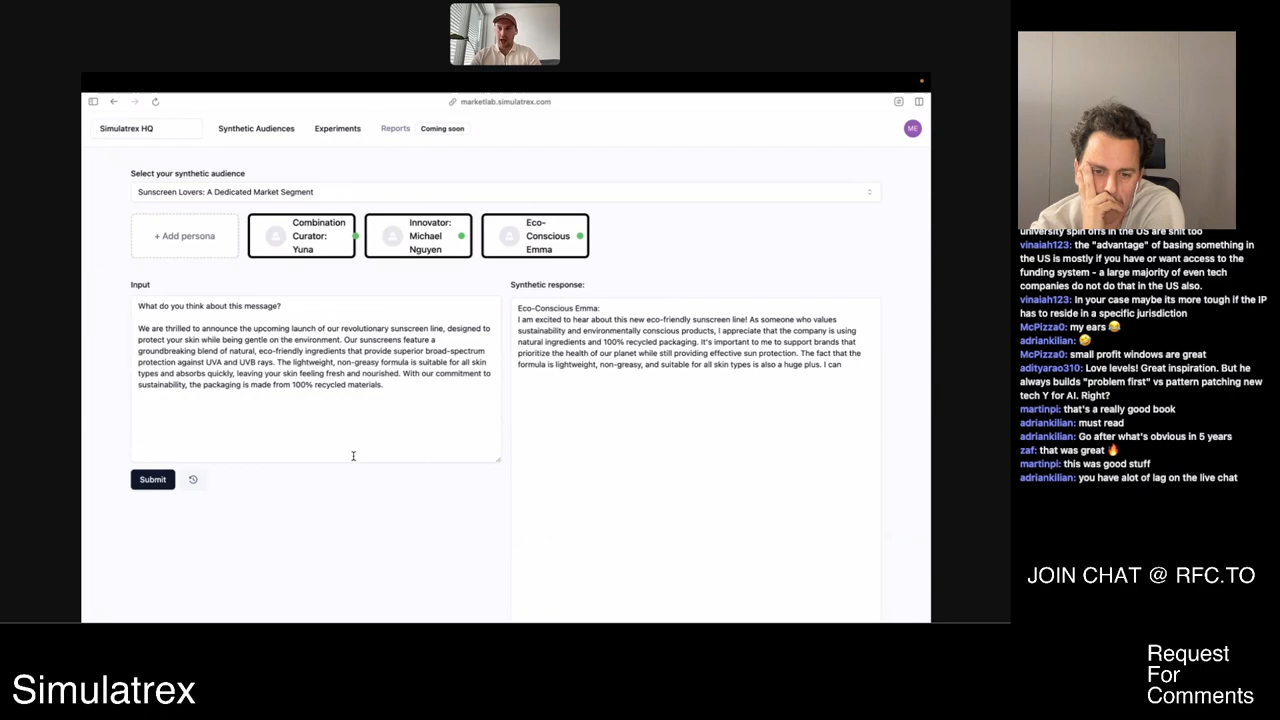 marketlab.simulatrex.com
Simulatrex HQ
Synthetic Audiences
Experiments
Reports
Coming soon
ME
Select your synthetic audience
Sunscreen Lovers: A Dedicated Market Segment
+ Add persona
Combination
Curator:
Yuna
Innovator:
Michael
Nguyen
Eco-
Conscious
Emma
Input
What do you think about this message?
We are thrilled to announce the upcoming launch of our revolutionary sunscreen line, designed to
protect your skin while being gentle on the environment. Our sunscreens feature a
groundbreaking blend of natural, eco-friendly ingredients that provide superior broad-spectrum
protection against UVA and UVB rays. The lightweight, non-greasy formula is suitable for all skin
types and absorbs quickly, leaving your skin feeling fresh and nourished. With our commitment to
sustainability, the packaging is made from 100% recycled materials.
Submit
Synthetic response:
Eco-Conscious Emma:
I am excited to hear about this new eco-friendly sunscreen line! As someone who values
sustainability and environmentally conscious products, I appreciate that the company is using
natural ingredients and 100% recycled packaging. It's important to me to support brands that
prioritize the health of our planet while still providing effective sun protection. The fact that the
formula is lightweight, non-greasy, and suitable for all skin types is also a huge plus. I can
university spin offs in the US are shit too
vinaiah123: the "advantage" of basing something in
the US is mostly if you have or want access to the
funding system - a large majority of even tech
companies do not do that in the US also.
vinaiah123: In your case maybe its more tough if the IP
has to reside in a specific jurisdiction
McPizza0: my ears 😂
adriankilian: 🤣
McPizza0: small profit windows are great
adityarao310: Love levels! Great inspiration. But he
always builds "problem first" vs pattern patching new
tech Y for AI. Right?
martinpi: that's a really good book
adriankilian: must read
adriankilian: Go after what's obvious in 5 years
zaf: that was great 🔥
martinpi: this was good stuff
adriankilian: you have alot of lag on the live chat
JOIN CHAT @ RFC.TO
Simulatrex
Request
For
Comments